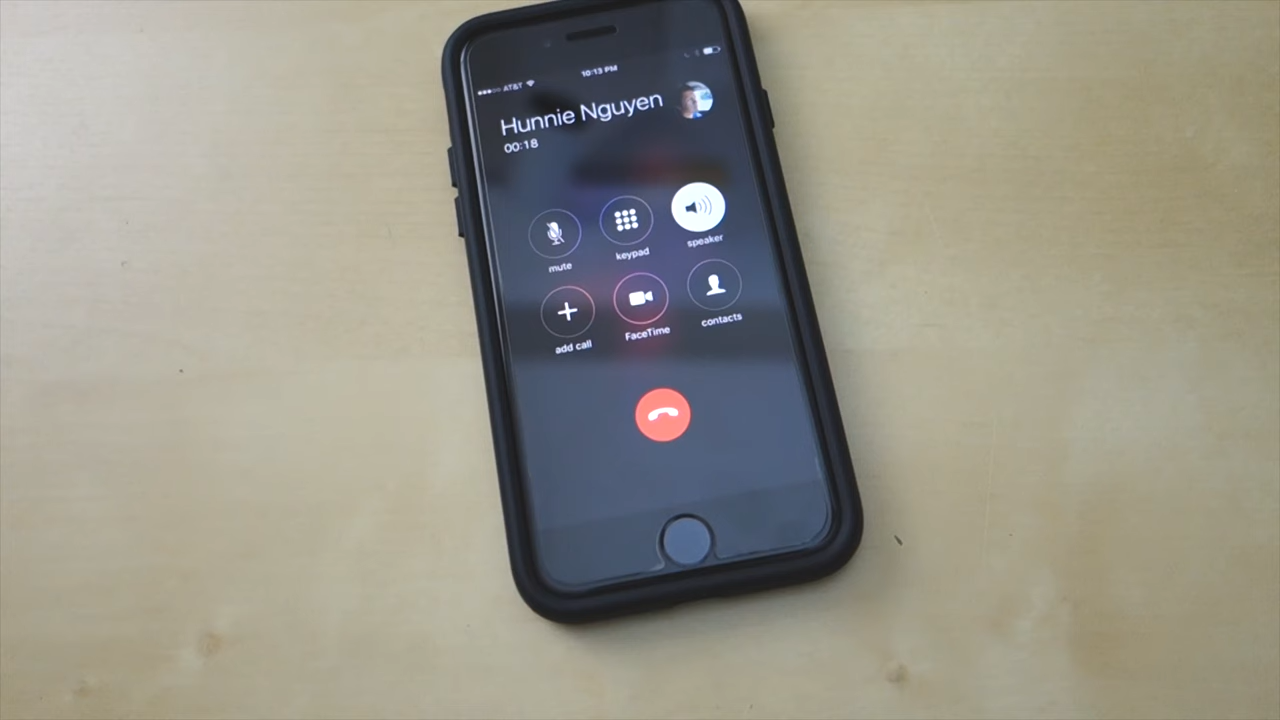 AT&T 10:13 PM
Hunnie Nguyen
00:18
mute keypad speaker
add call FaceTime contacts